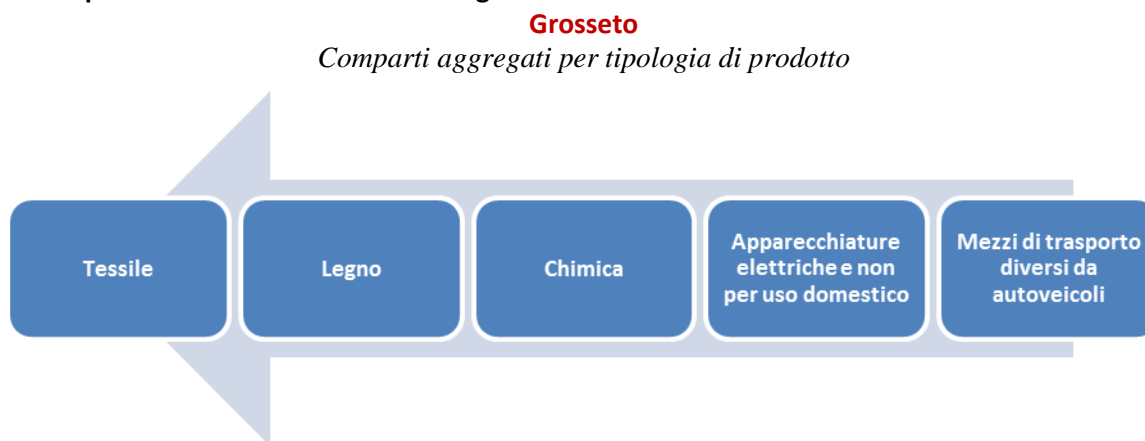 Grosseto
Comparti aggregati per tipologia di prodotto
Tessile
Legno
Chimica
Apparecchiature
elettriche e non
per uso domestico
Mezzi di trasporto
diversi da
autoveicoli